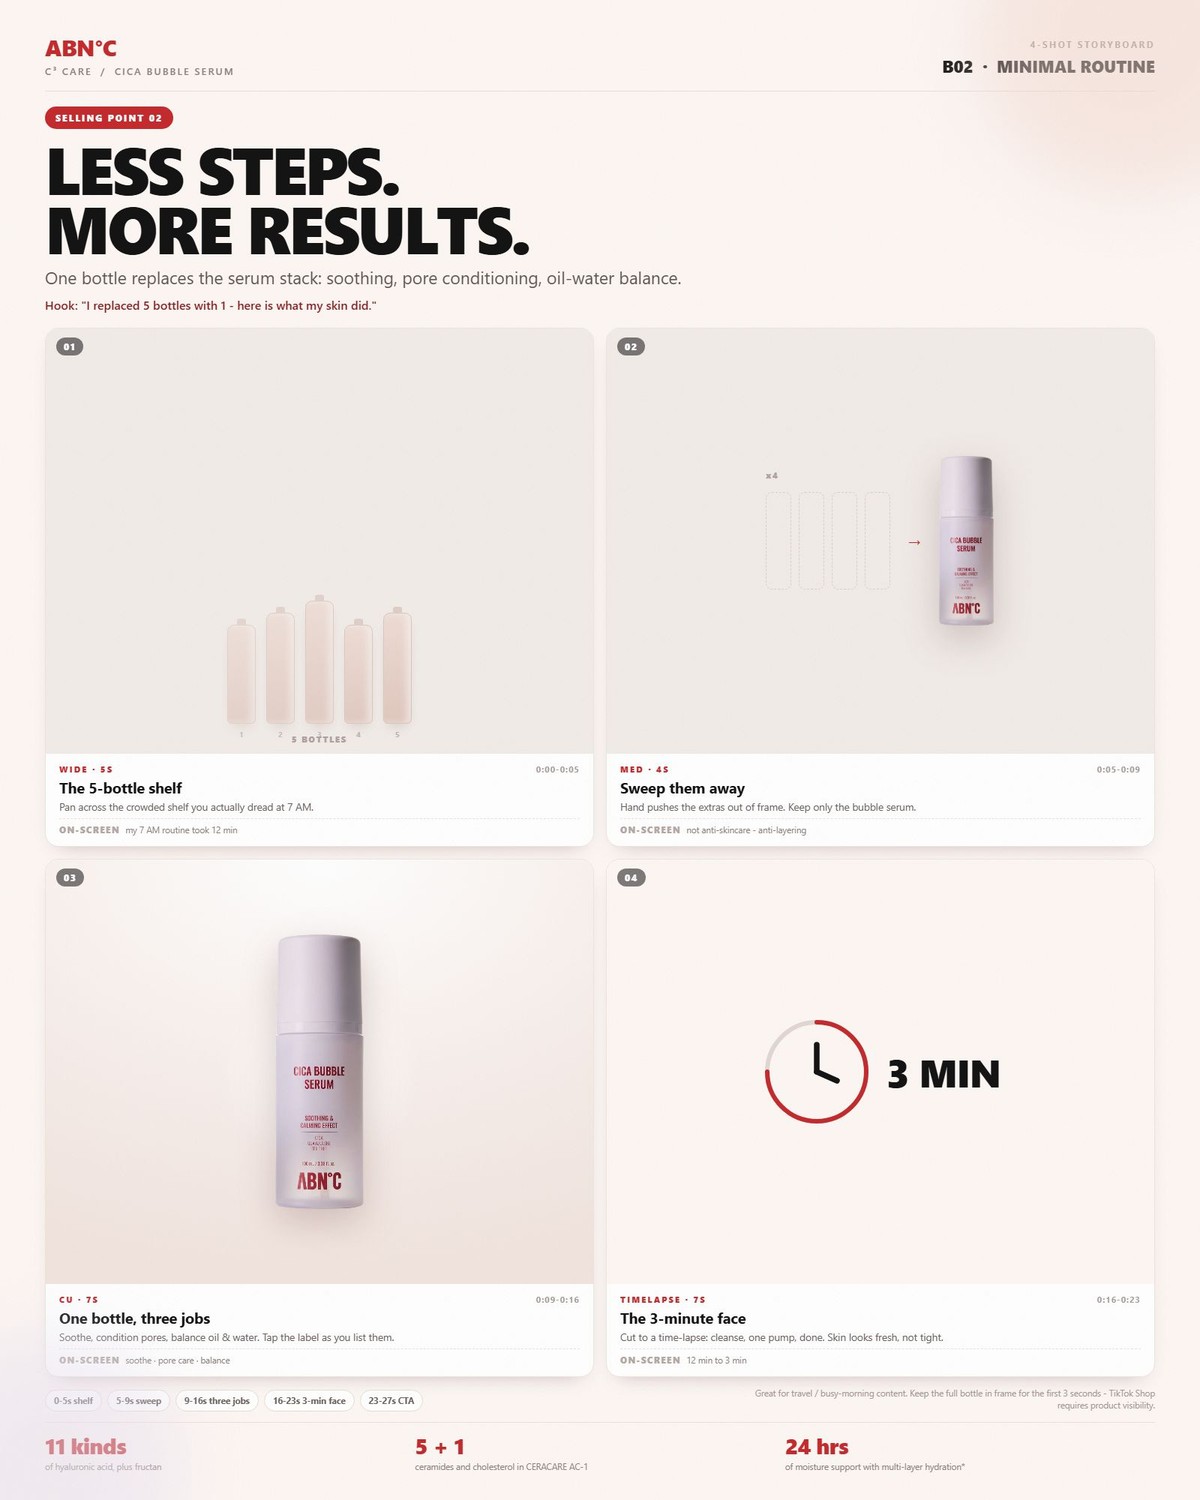 ABN°C
C³ CARE / CICA BUBBLE SERUM
4-SHOT STORYBOARD
B02 · MINIMAL ROUTINE
SELLING POINT 02
LESS STEPS.
MORE RESULTS.
One bottle replaces the serum stack: soothing, pore conditioning, oil-water balance.
Hook: "I replaced 5 bottles with 1 - here is what my skin did."
01
1 2 3 4 5
5 BOTTLES
WIDE · 5S
0:00-0:05
The 5-bottle shelf
Pan across the crowded shelf you actually dread at 7 AM.
ON-SCREEN my 7 AM routine took 12 min
02
x4
→
CICA BUBBLE
SERUM
SOOTHING &
CALMING EFFECT
ABN°C
MED · 4S
0:05-0:09
Sweep them away
Hand pushes the extras out of frame. Keep only the bubble serum.
ON-SCREEN not anti-skincare - anti-layering
03
CICA BUBBLE
SERUM
SOOTHING &
CALMING EFFECT
ABN°C
CU · 7S
0:09-0:16
One bottle, three jobs
Soothe, condition pores, balance oil & water. Tap the label as you list them.
ON-SCREEN soothe · pore care · balance
04
3 MIN
TIMELAPSE · 7S
0:16-0:23
The 3-minute face
Cut to a time-lapse: cleanse, one pump, done. Skin looks fresh, not tight.
ON-SCREEN 12 min to 3 min
0-5s shelf
5-9s sweep
9-16s three jobs
16-23s 3-min face
23-27s CTA
Great for travel / busy-morning content. Keep the full bottle in frame for the first 3 seconds - TikTok Shop
requires product visibility.
11 kinds
of hyaluronic acid, plus fructan
5 + 1
ceramides and cholesterol in CERACARE AC-1
24 hrs
of moisture support with multi-layer hydration*